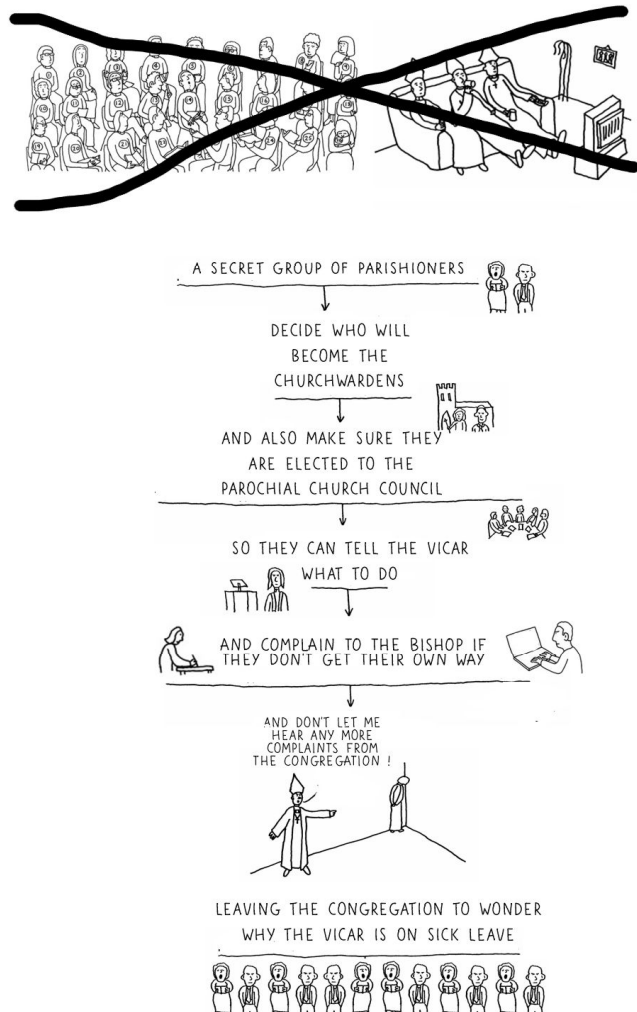 A SECRET GROUP OF PARISHIONERS
DECIDE WHO WILL
BECOME THE
CHURCHWARDENS
AND ALSO MAKE SURE THEY
ARE ELECTED TO THE
PAROCHIAL CHURCH COUNCIL
SO THEY CAN TELL THE VICAR
WHAT TO DO
AND COMPLAIN TO THE BISHOP IF
THEY DON'T GET THEIR OWN WAY
AND DON'T LET ME
HEAR ANY MORE
COMPLAINTS FROM
THE CONGREGATION !
LEAVING THE CONGREGATION TO WONDER
WHY THE VICAR IS ON SICK LEAVE